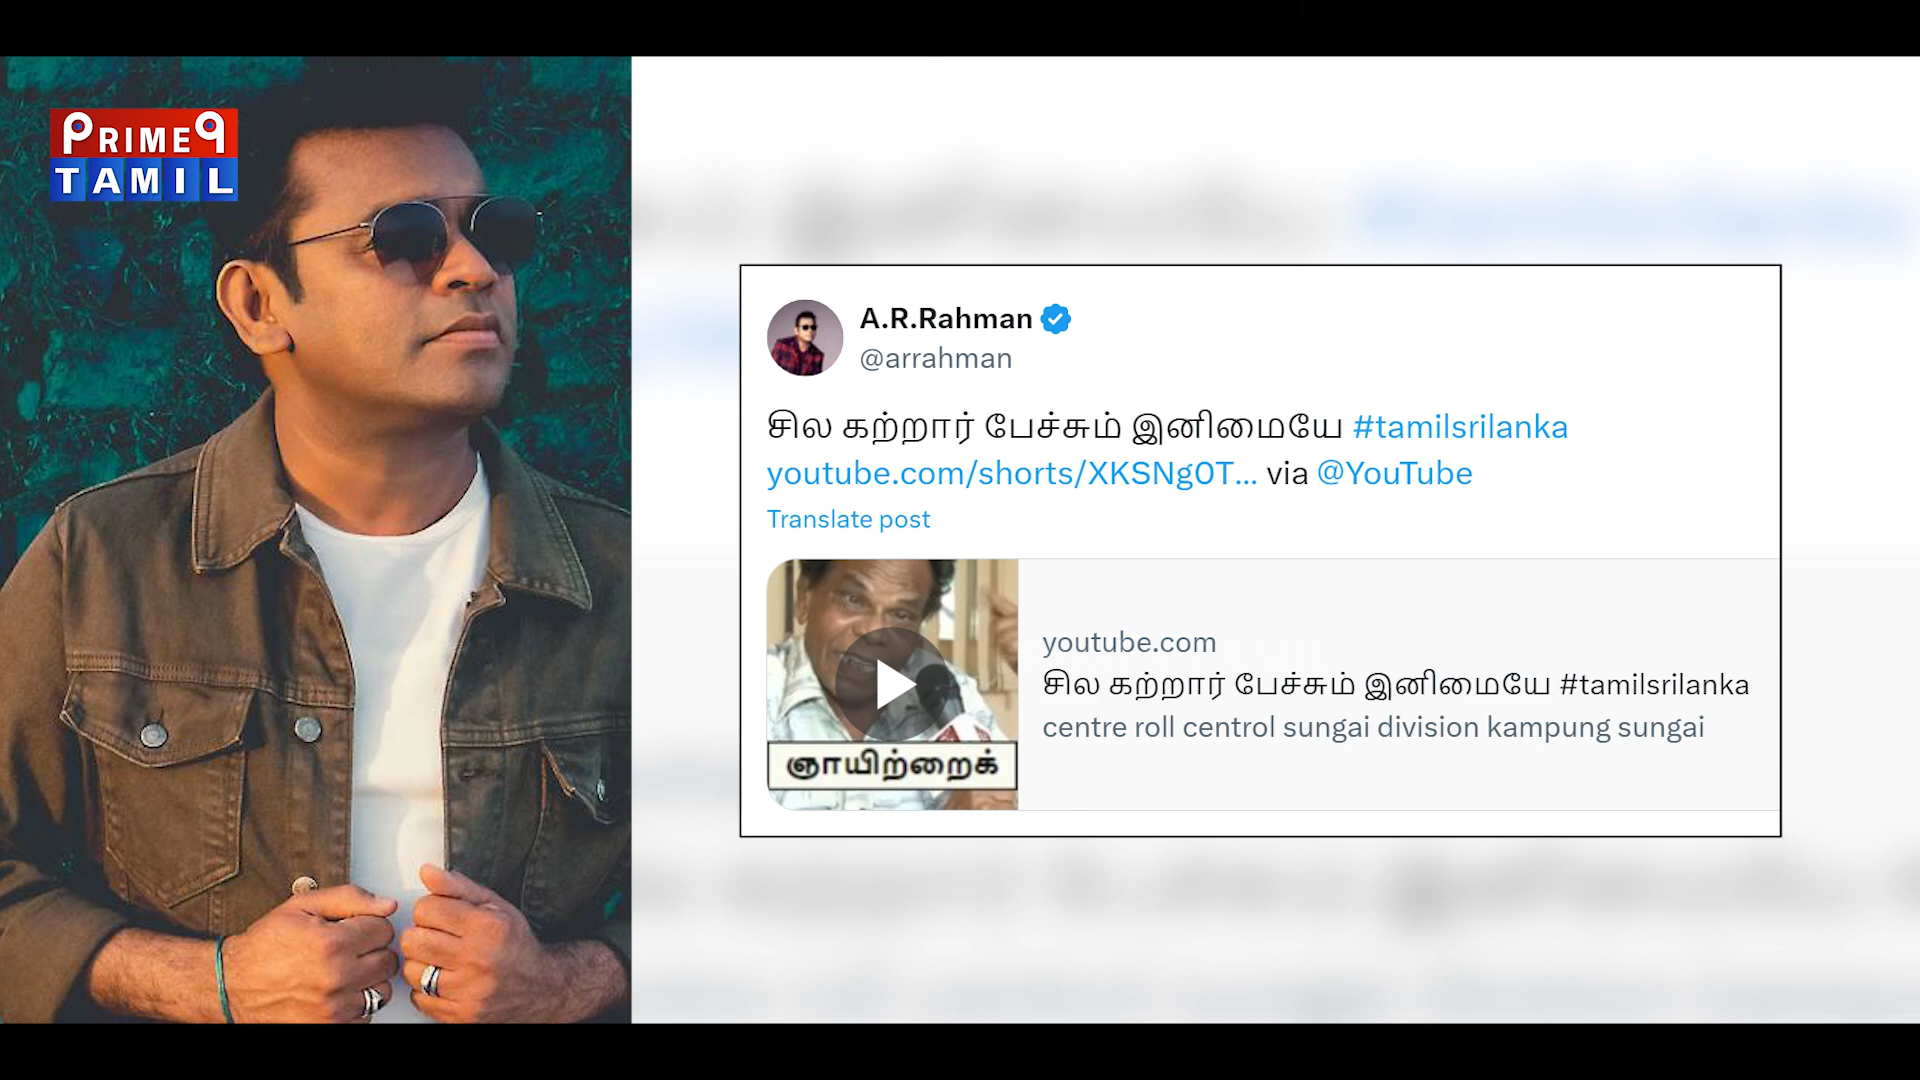 PRIME9
TAMIL
A.R.Rahman
@arrahman
சில கற்றார் பேச்சும் இனிமையே #tamilsrilanka
youtube.com/shorts/XKSNg0T... via @YouTube
Translate post
youtube.com
சில கற்றார் பேச்சும் இனிமையே #tamilsrilanka
centre roll centrol sungai division kampung sungai
ஞாயிற்றைக்